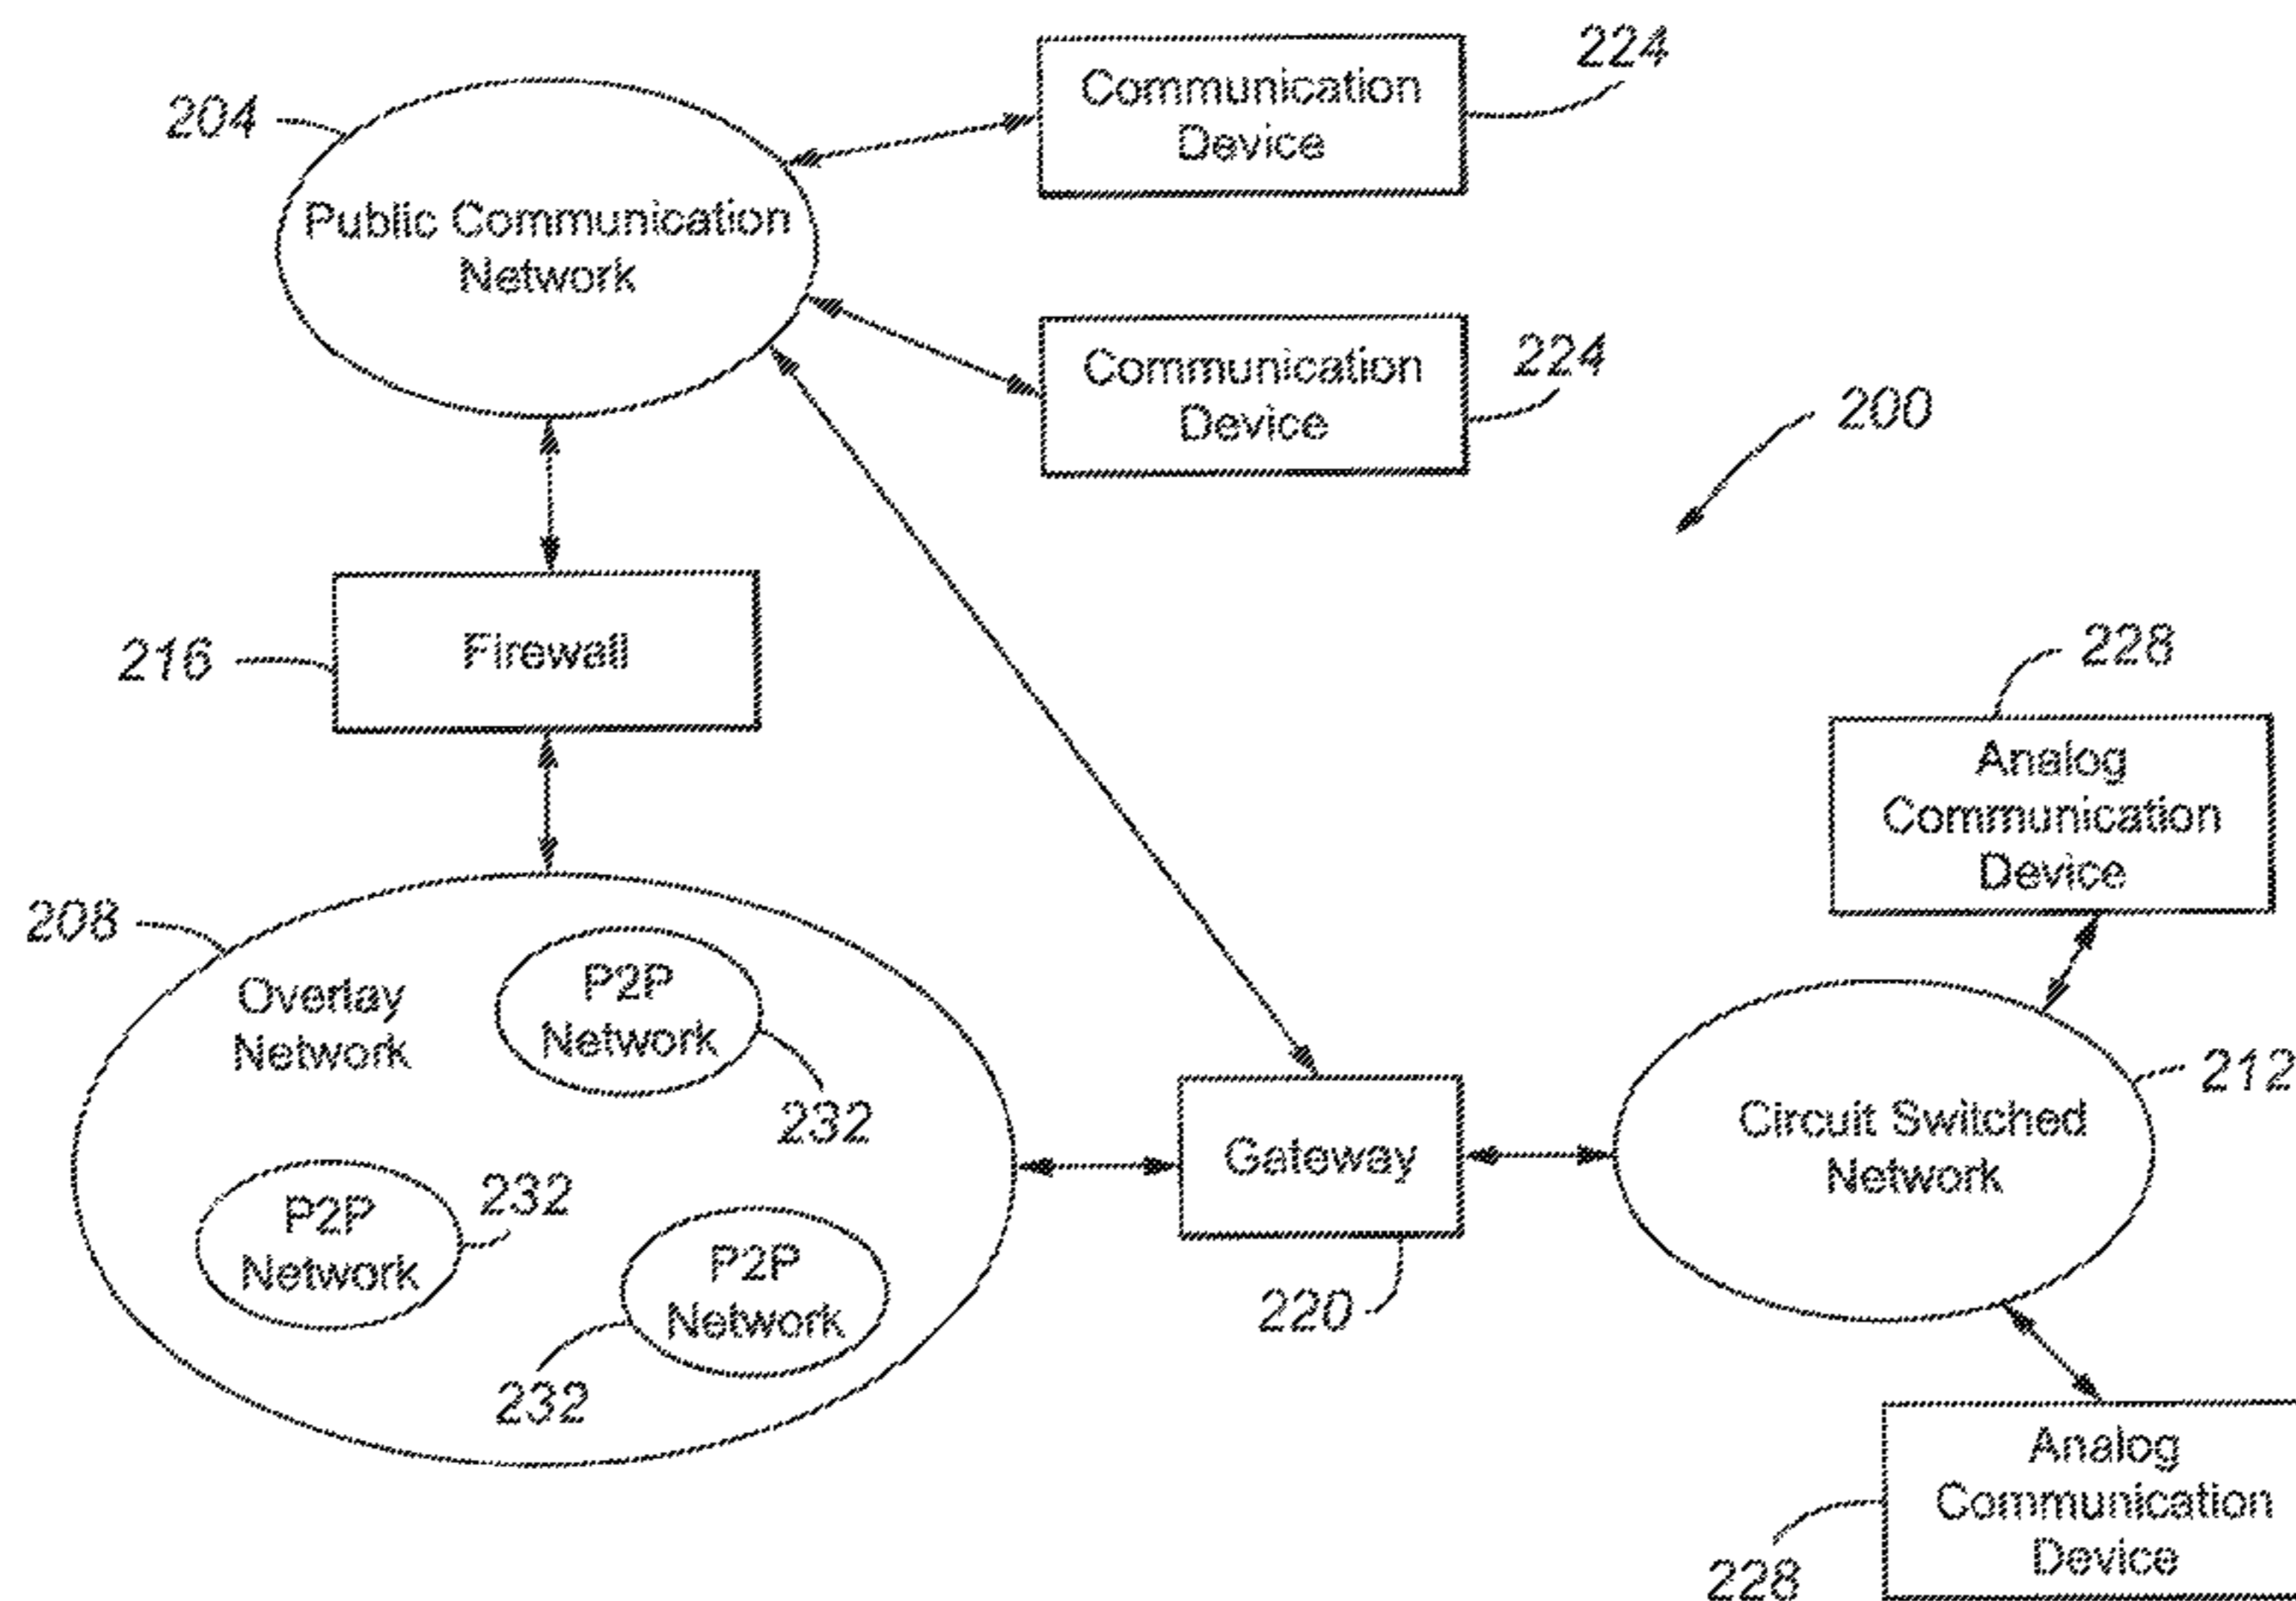 224
Communication
Device
204
Public Communication
Network
224
Communication
Device
200
216
Firewall
228
Analog
Communication
Device
208
Overlay
Network
P2P
Network
232
212
Circuit Switched
Network
Gateway
220
P2P
Network
232
P2P
Network
232
Analog
Communication
Device
228